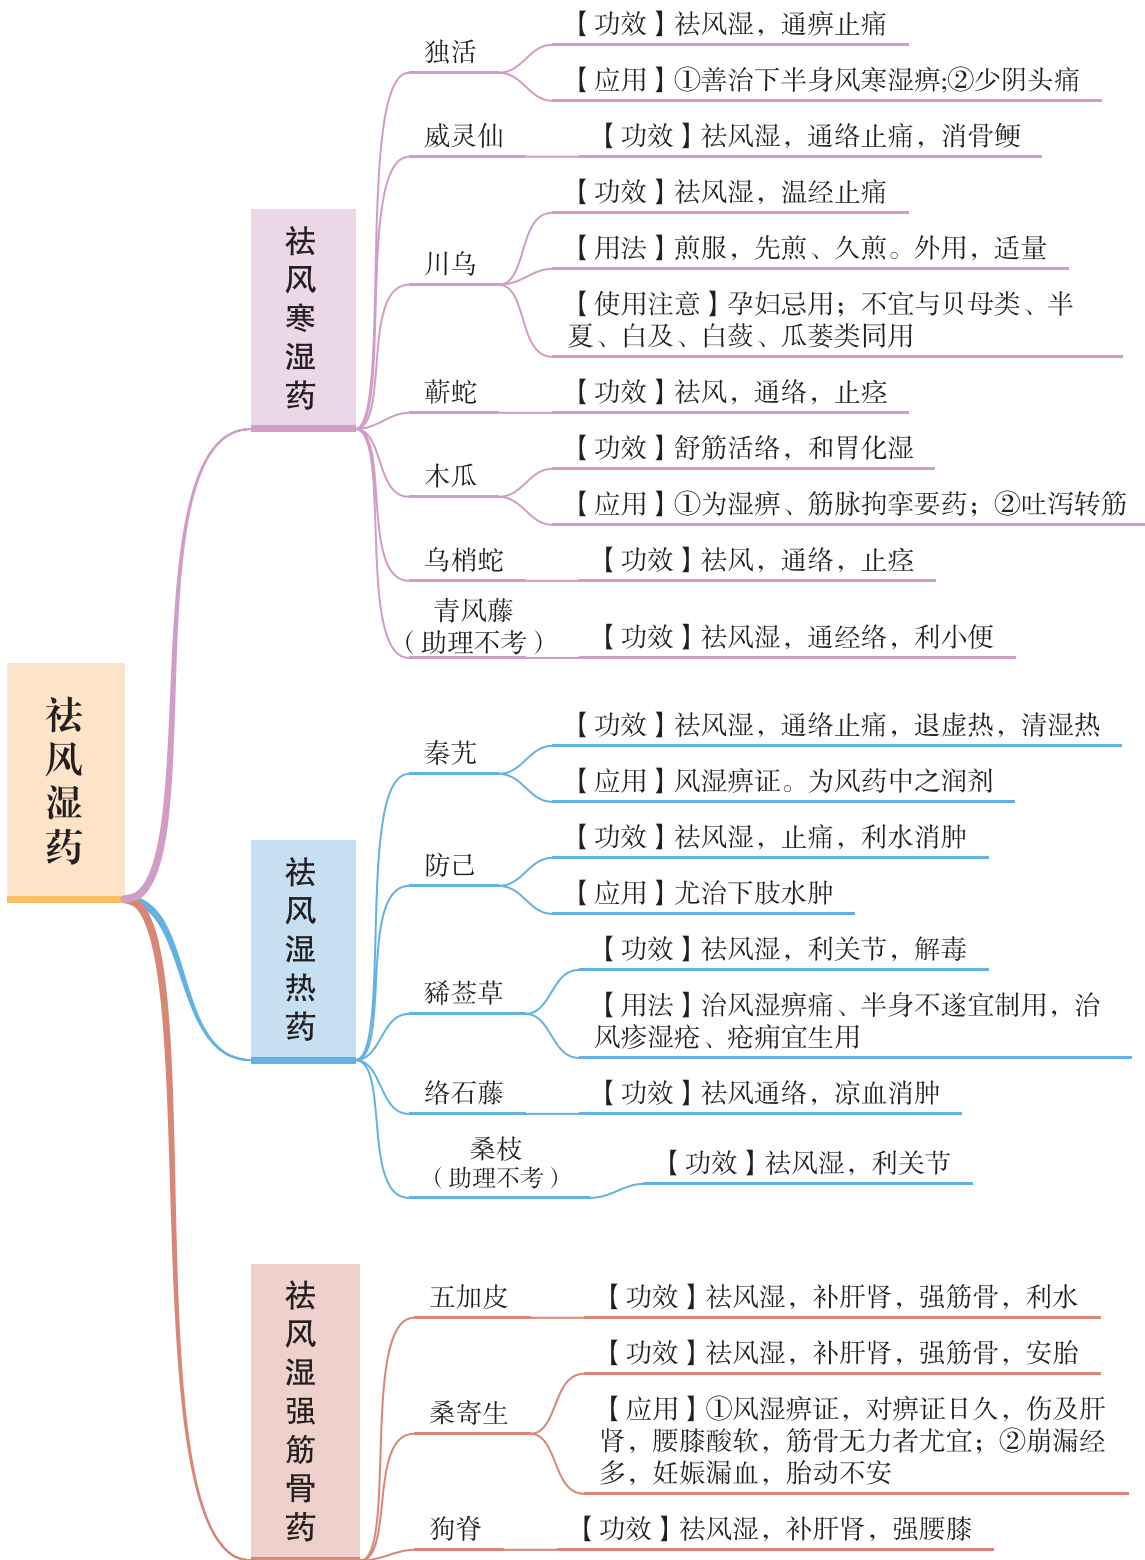 祛风湿药
祛风寒湿药
独活
【功效】祛风湿，通痹止痛
【应用】①善治下半身风寒湿痹;②少阴头痛
威灵仙
【功效】祛风湿，通络止痛，消骨鲠
川乌
【功效】祛风湿，温经止痛
【用法】煎服，先煎、久煎。外用，适量
【使用注意】孕妇忌用；不宜与贝母类、半
夏、白及、白蔹、瓜蒌类同用
蕲蛇
【功效】祛风，通络，止痉
木瓜
【功效】舒筋活络，和胃化湿
【应用】①为湿痹、筋脉拘挛要药；②吐泻转筋
乌梢蛇
【功效】祛风，通络，止痉
青风藤
（助理不考）
【功效】祛风湿，通经络，利小便
祛风湿热药
秦艽
【功效】祛风湿，通络止痛，退虚热，清湿热
【应用】风湿痹证。为风药中之润剂
防己
【功效】祛风湿，止痛，利水消肿
【应用】尤治下肢水肿
豨莶草
【功效】祛风湿，利关节，解毒
【用法】治风湿痹痛、半身不遂宜制用，治
风疹湿疮、疮痈宜生用
络石藤
【功效】祛风通络，凉血消肿
桑枝
（助理不考）
【功效】祛风湿，利关节
祛风湿强筋骨药
五加皮
【功效】祛风湿，补肝肾，强筋骨，利水
桑寄生
【功效】祛风湿，补肝肾，强筋骨，安胎
【应用】①风湿痹证，对痹证日久，伤及肝
肾，腰膝酸软，筋骨无力者尤宜；②崩漏经
多，妊娠漏血，胎动不安
狗脊
【功效】祛风湿，补肝肾，强腰膝